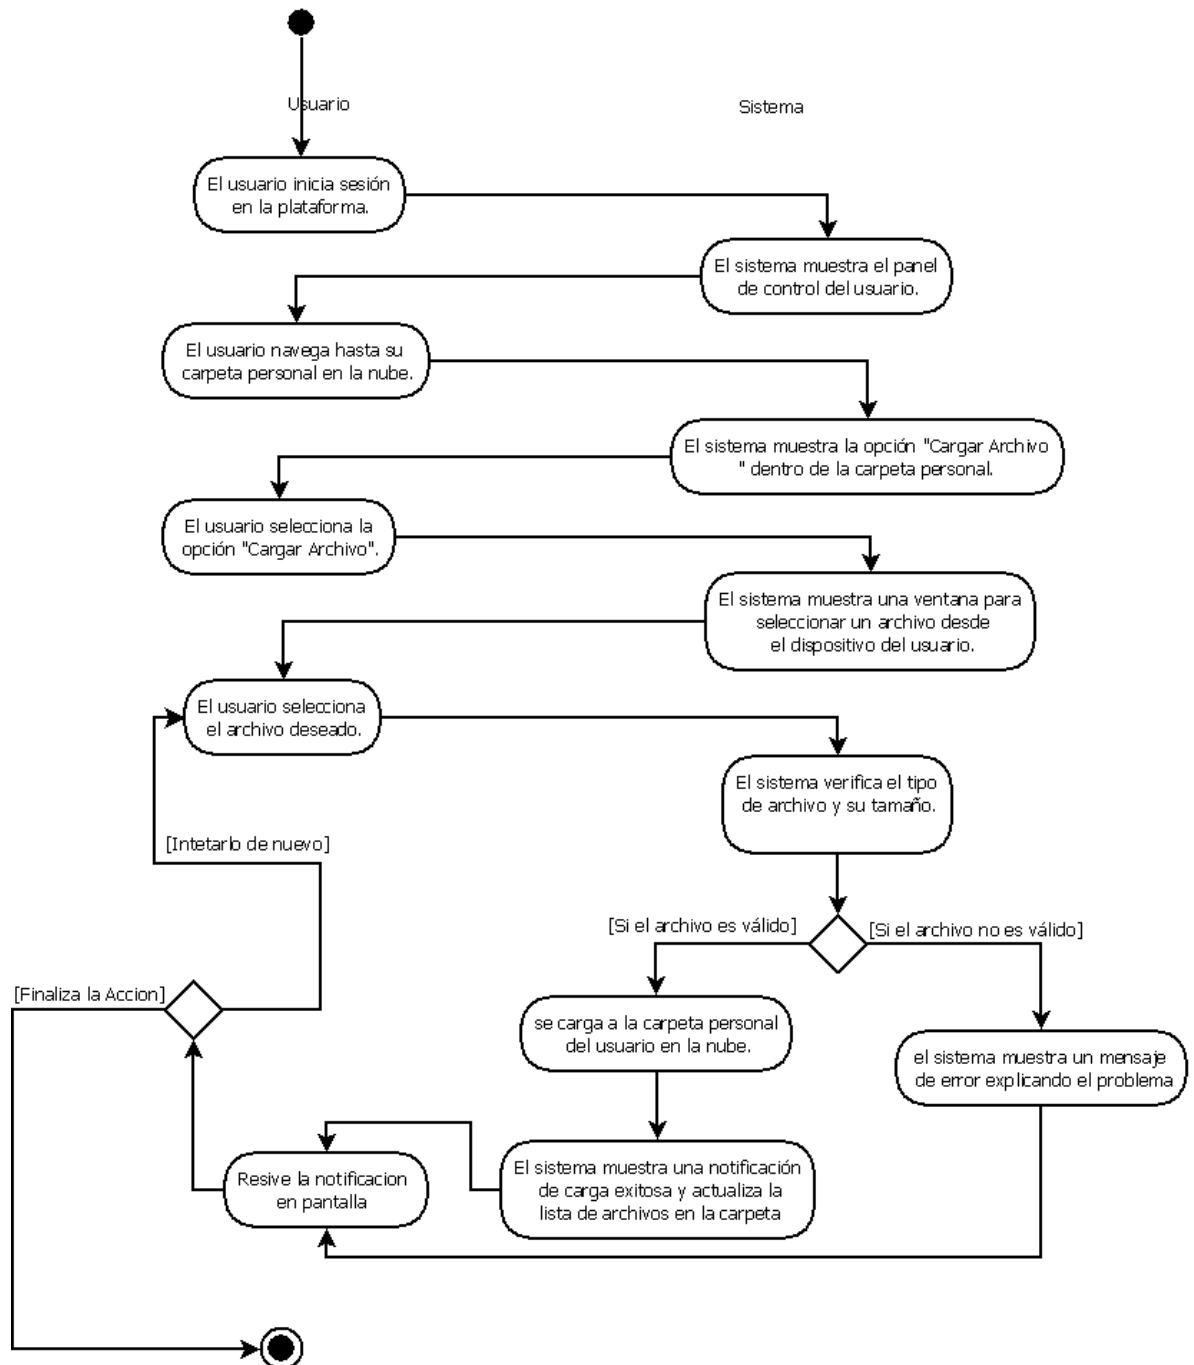 Usuario
Sistema
El usuario inicia sesión
en la plataforma.
El sistema muestra el panel
de control del usuario.
El usuario navega hasta su
carpeta personal en la nube.
El sistema muestra la opción "Cargar Archivo
" dentro de la carpeta personal.
El usuario selecciona la
opción "Cargar Archivo".
El sistema muestra una ventana para
seleccionar un archivo desde
el dispositivo del usuario.
El usuario selecciona
el archivo deseado.
El sistema verifica el tipo
de archivo y su tamaño.
[Intetarlo de nuevo]
[Si el archivo es válido]
[Si el archivo no es válido]
[Finaliza la Accion]
se carga a la carpeta personal
del usuario en la nube.
el sistema muestra un mensaje
de error explicando el problema
Resive la notificacion
en pantalla
El sistema muestra una notificación
de carga exitosa y actualiza la
lista de archivos en la carpeta